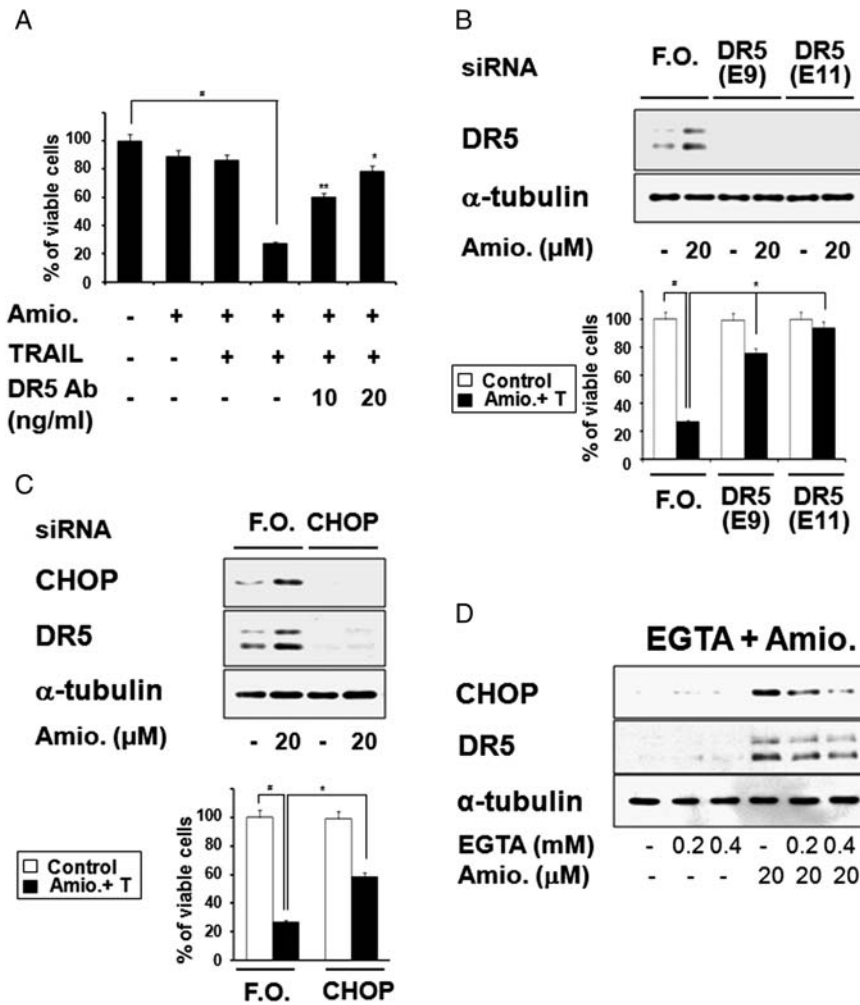 A
#
**
*
% of viable cells
100
80
60
40
20
0
Amio. - + + + + +
TRAIL - - + + + +
DR5 Ab - - - - 10 20
(ng/ml)
B
siRNA F.O. DR5 (E9) DR5 (E11)
DR5
α-tubulin
Amio. (μM) - 20 - 20 - 20
#
*
% of viable cells
100
80
60
40
20
0
Control
Amio.+ T
F.O. DR5 (E9) DR5 (E11)
C
siRNA F.O. CHOP
CHOP
DR5
α-tubulin
Amio. (μM) - 20 - 20
#
*
% of viable cells
100
80
60
40
20
0
Control
Amio.+ T
F.O. CHOP
D
EGTA + Amio.
CHOP
DR5
α-tubulin
EGTA (mM) - 0.2 0.4 - 0.2 0.4
Amio. (μM) - - - 20 20 20